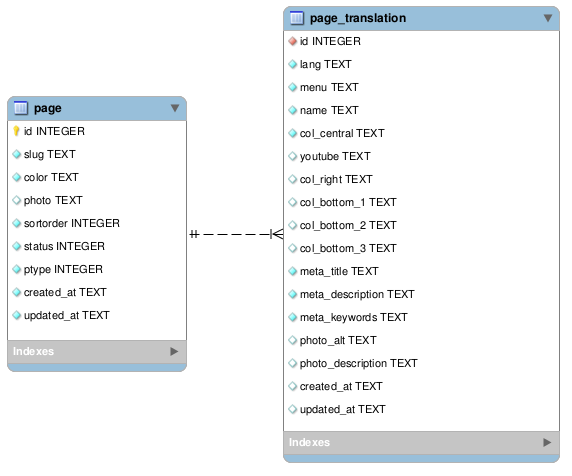 page
id INTEGER
slug TEXT
color TEXT
photo TEXT
sortorder INTEGER
status INTEGER
ptype INTEGER
created_at TEXT
updated_at TEXT
Indexes
page_translation
id INTEGER
lang TEXT
menu TEXT
name TEXT
col_central TEXT
youtube TEXT
col_right TEXT
col_bottom_1 TEXT
col_bottom_2 TEXT
col_bottom_3 TEXT
meta_title TEXT
meta_description TEXT
meta_keywords TEXT
photo_alt TEXT
photo_description TEXT
created_at TEXT
updated_at TEXT
Indexes